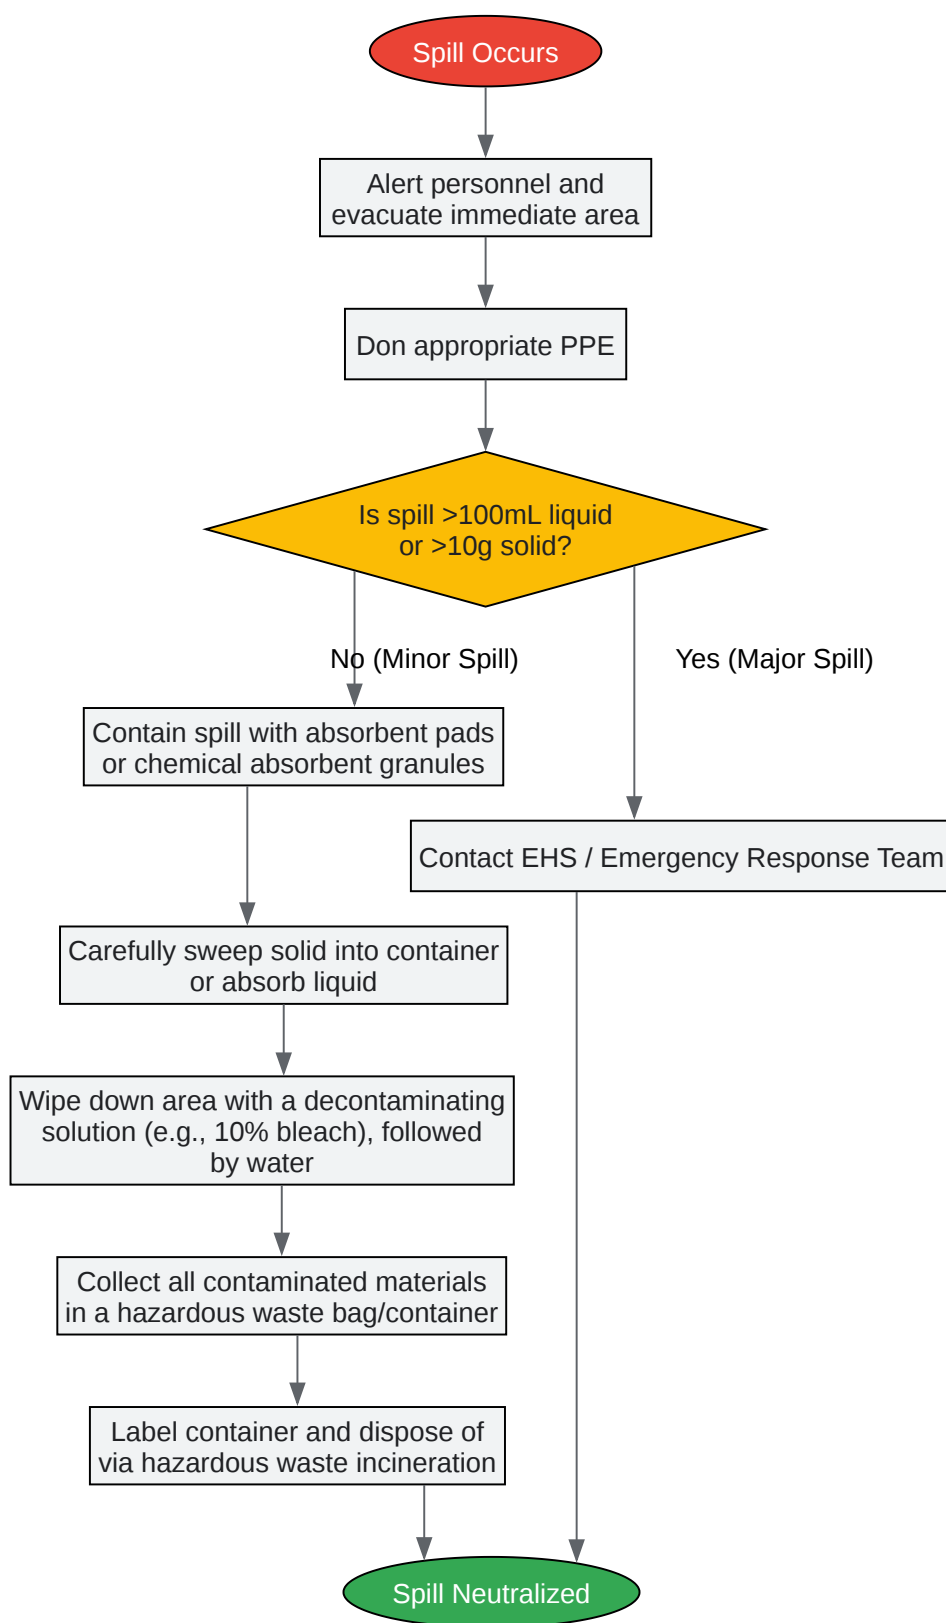 Spill Occurs
Alert personnel and
evacuate immediate area
Don appropriate PPE
Is spill >100mL liquid
or >10g solid?
No (Minor Spill)
Yes (Major Spill)
Contain spill with absorbent pads
or chemical absorbent granules
Contact EHS / Emergency Response Team
Carefully sweep solid into container
or absorb liquid
Wipe down area with a decontaminating
solution (e.g., 10% bleach), followed
by water
Collect all contaminated materials
in a hazardous waste bag/container
Label container and dispose of
via hazardous waste incineration
Spill Neutralized